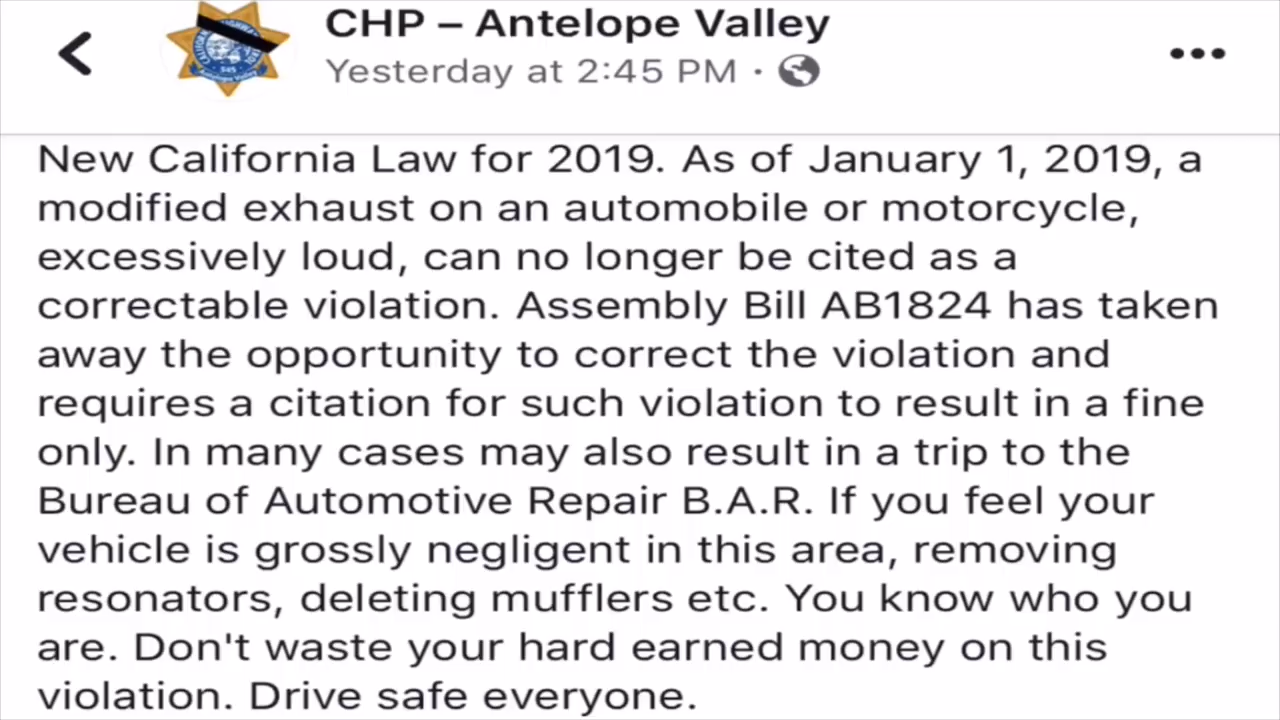 CHP – Antelope Valley
Yesterday at 2:45 PM ·
New California Law for 2019. As of January 1, 2019, a
modified exhaust on an automobile or motorcycle,
excessively loud, can no longer be cited as a
correctable violation. Assembly Bill AB1824 has taken
away the opportunity to correct the violation and
requires a citation for such violation to result in a fine
only. In many cases may also result in a trip to the
Bureau of Automotive Repair B.A.R. If you feel your
vehicle is grossly negligent in this area, removing
resonators, deleting mufflers etc. You know who you
are. Don't waste your hard earned money on this
violation. Drive safe everyone.